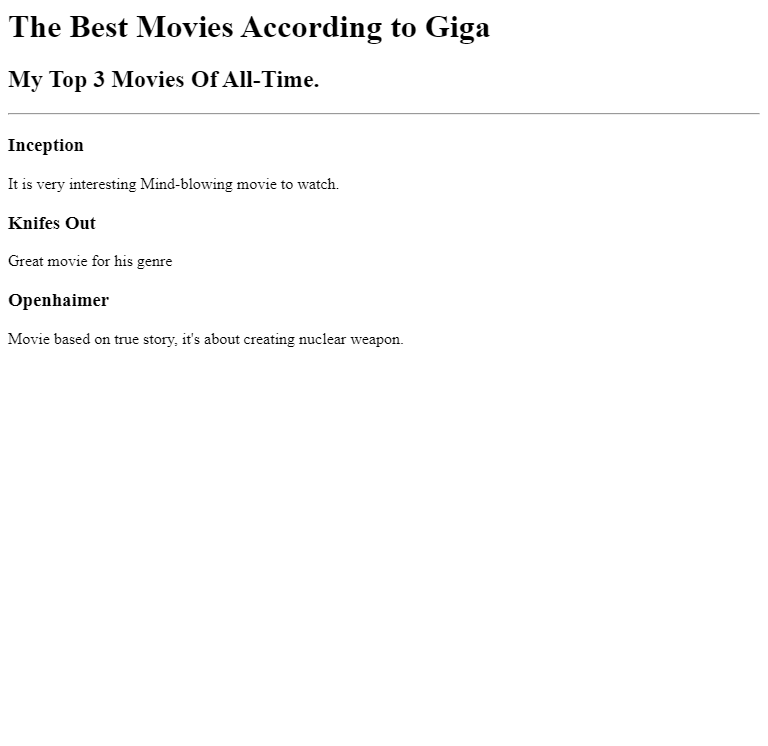 The Best Movies According to Giga
My Top 3 Movies Of All-Time.
Inception
It is very interesting Mind-blowing movie to watch.
Knifes Out
Great movie for his genre
Openhaimer
Movie based on true story, it's about creating nuclear weapon.